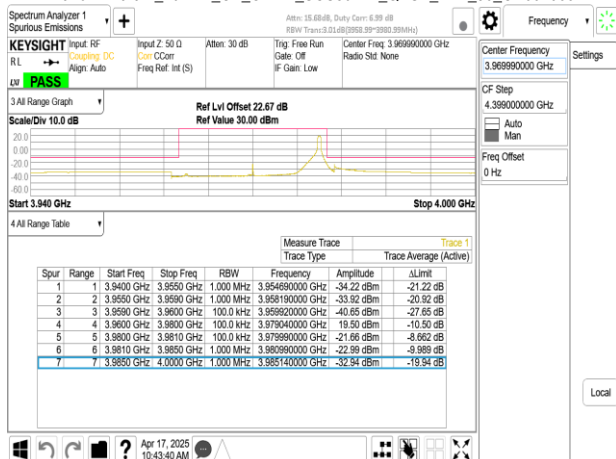 Spectrum Analyzer 1
Spurious Emissions
Attn: 15.68dB, Duty Corr: 6.99 dB
RBW Trans:3.01dB(3958.99~3980.99MHz)
Frequency
KEYSIGHT Input: RF Input Z: 50 Ω Atten: 30 dB Trig: Free Run Center Freq: 3.969990000 GHz
RL Coupling: DC Corr CCorr Gate: Off Radio Std: None
Align: Auto Freq Ref: Int (S) IF Gain: Low
LXI PASS
Center Frequency
3.969990000 GHz
Settings
CF Step
4.399000000 GHz
Auto
Man
Freq Offset
0 Hz
3 All Range Graph
Ref Lvl Offset 22.67 dB
Scale/Div 10.0 dB Ref Value 30.00 dBm
20.0
0.00
-20.0
-40.0
-60.0
Start 3.940 GHz Stop 4.000 GHz
4 All Range Table
Measure Trace Trace 1
Trace Type Trace Average (Active)
Spur Range Start Freq Stop Freq RBW Frequency Amplitude ΔLimit
1 1 3.9400 GHz 3.9550 GHz 1.000 MHz 3.954690000 GHz -34.22 dBm -21.22 dB
2 2 3.9550 GHz 3.9590 GHz 1.000 MHz 3.958190000 GHz -33.92 dBm -20.92 dB
3 3 3.9590 GHz 3.9600 GHz 100.0 kHz 3.959920000 GHz -40.65 dBm -27.65 dB
4 4 3.9600 GHz 3.9800 GHz 100.0 kHz 3.979040000 GHz 19.50 dBm -10.50 dB
5 5 3.9800 GHz 3.9810 GHz 100.0 kHz 3.979990000 GHz -21.66 dBm -8.662 dB
6 6 3.9810 GHz 3.9850 GHz 1.000 MHz 3.980990000 GHz -22.99 dBm -9.989 dB
7 7 3.9850 GHz 4.0000 GHz 1.000 MHz 3.985140000 GHz -32.94 dBm -19.94 dB
Local
Apr 17, 2025
10:43:40 AM